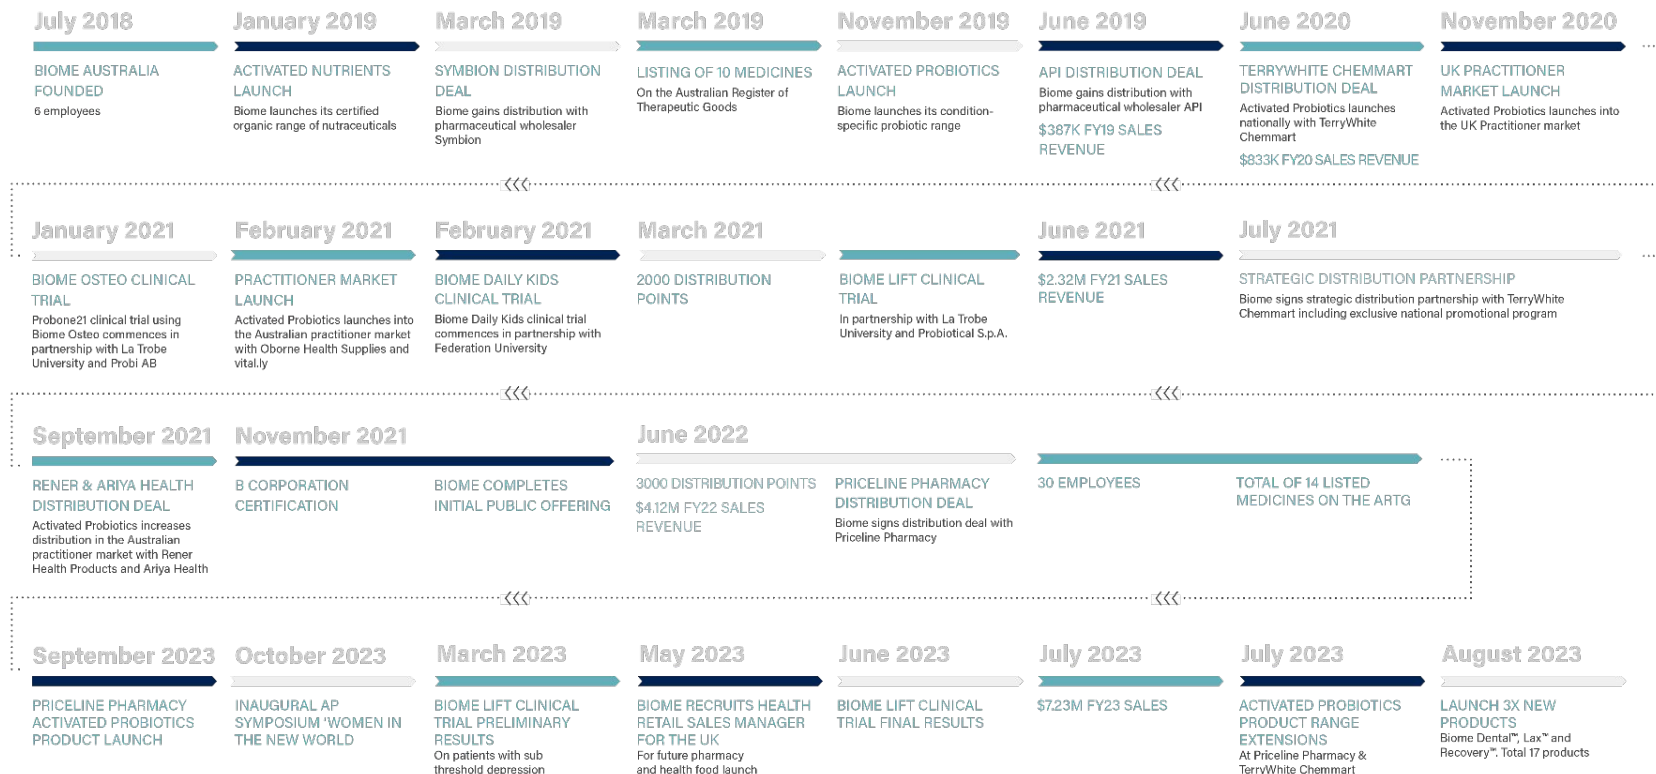 July 2018
BIOME AUSTRALIA
FOUNDED
6 employees
January 2019
ACTIVATED NUTRIENTS
LAUNCH
Biome launches its certified
organic range of nutraceuticals
March 2019
SYMBION DISTRIBUTION
DEAL
Biome gains distribution with
pharmaceutical wholesaler
Symbion
March 2019
LISTING OF 10 MEDICINES
On the Australian Register of
Therapeutic Goods
November 2019
ACTIVATED PROBIOTICS
LAUNCH
Biome launches its condition-
specific probiotic range
June 2019
API DISTRIBUTION DEAL
Biome gains distribution with
pharmaceutical wholesaler API
$387K FY19 SALES
REVENUE
June 2020
TERRYWHITE CHEMMART
DISTRIBUTION DEAL
Activated Probiotics launches
nationally with TerryWhite
Chemmart
$833K FY20 SALES REVENUE
November 2020
UK PRACTITIONER
MARKET LAUNCH
Activated Probiotics launches into
the UK Practitioner market
January 2021
BIOME OSTEO CLINICAL
TRIAL
Probone21 clinical trial using
Biome Osteo commences in
partnership with La Trobe
University and Probi AB
February 2021
PRACTITIONER MARKET
LAUNCH
Activated Probiotics launches into
the Australian practitioner market
with Oborne Health Supplies and
vital.ly
February 2021
BIOME DAILY KIDS
CLINICAL TRIAL
Biome Daily Kids clinical trial
commences in partnership with
Federation University
March 2021
2000 DISTRIBUTION
POINTS
BIOME LIFT CLINICAL
TRIAL
In partnership with La Trobe
University and Probiotical S.p.A.
June 2021
$2.32M FY21 SALES
REVENUE
July 2021
STRATEGIC DISTRIBUTION PARTNERSHIP
Biome signs strategic distribution partnership with TerryWhite
Chemmart including exclusive national promotional program
September 2021
RENER & ARIYA HEALTH
DISTRIBUTION DEAL
Activated Probiotics increases
distribution in the Australian
practitioner market with Rener
Health Products and Ariya Health
November 2021
B CORPORATION
CERTIFICATION
BIOME COMPLETES
INITIAL PUBLIC OFFERING
June 2022
3000 DISTRIBUTION POINTS
$4.12M FY22 SALES
REVENUE
PRICELINE PHARMACY
DISTRIBUTION DEAL
Biome signs distribution deal with
Priceline Pharmacy
30 EMPLOYEES
TOTAL OF 14 LISTED
MEDICINES ON THE ARTG
September 2023
PRICELINE PHARMACY
ACTIVATED PROBIOTICS
PRODUCT LAUNCH
October 2023
INAUGURAL AP
SYMPOSIUM ‘WOMEN IN
THE NEW WORLD
March 2023
BIOME LIFT CLINICAL
TRIAL PRELIMINARY
RESULTS
On patients with sub
threshold depression
May 2023
BIOME RECRUITS HEALTH
RETAIL SALES MANAGER
FOR THE UK
For future pharmacy
and health food launch
June 2023
BIOME LIFT CLINICAL
TRIAL FINAL RESULTS
July 2023
$7.23M FY23 SALES
July 2023
ACTIVATED PROBIOTICS
PRODUCT RANGE
EXTENSIONS
At Priceline Pharmacy &
TerryWhite Chemmart
August 2023
LAUNCH 3X NEW
PRODUCTS
Biome Dental™, Lax™ and
Recovery™. Total 17 products